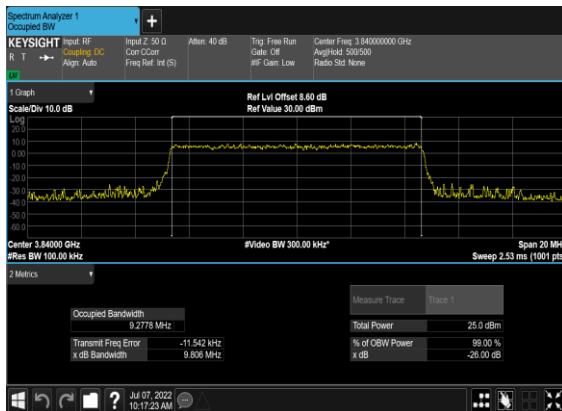 Spectrum Analyzer 1
Occupied BW
KEYSIGHT
R T
LXI
Input: RF
Coupling: DC
Align: Auto
Input Z: 50 Ω
Corr CCorr
Freq Ref: Int (S)
Atten: 40 dB
Trig: Free Run
Gate: Off
#IF Gain: Low
Center Freq: 3.840000000 GHz
Avg|Hold: 500/500
Radio Std: None
1 Graph
Scale/Div 10.0 dB
Ref Lvl Offset 8.60 dB
Ref Value 30.00 dBm
Log
20.0
10.0
0.00
-10.0
-20.0
-30.0
-40.0
-50.0
-60.0
Center 3.84000 GHz
#Res BW 100.00 kHz
#Video BW 300.00 kHz*
Span 20 MH
Sweep 2.53 ms (1001 pts
2 Metrics
Measure Trace Trace 1
Occupied Bandwidth
9.2778 MHz
Total Power 25.0 dBm
Transmit Freq Error -11.542 kHz
% of OBW Power 99.00 %
x dB Bandwidth 9.806 MHz
x dB -26.00 dB
?
Jul 07, 2022
10:17:23 AM